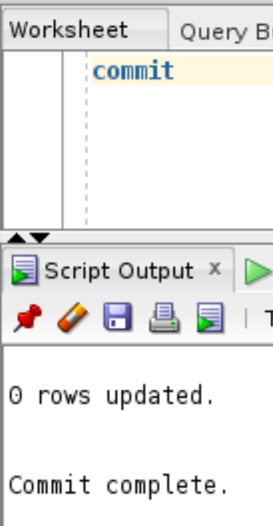 Worksheet
Query B
commit
Script Output
0 rows updated.
Commit complete.